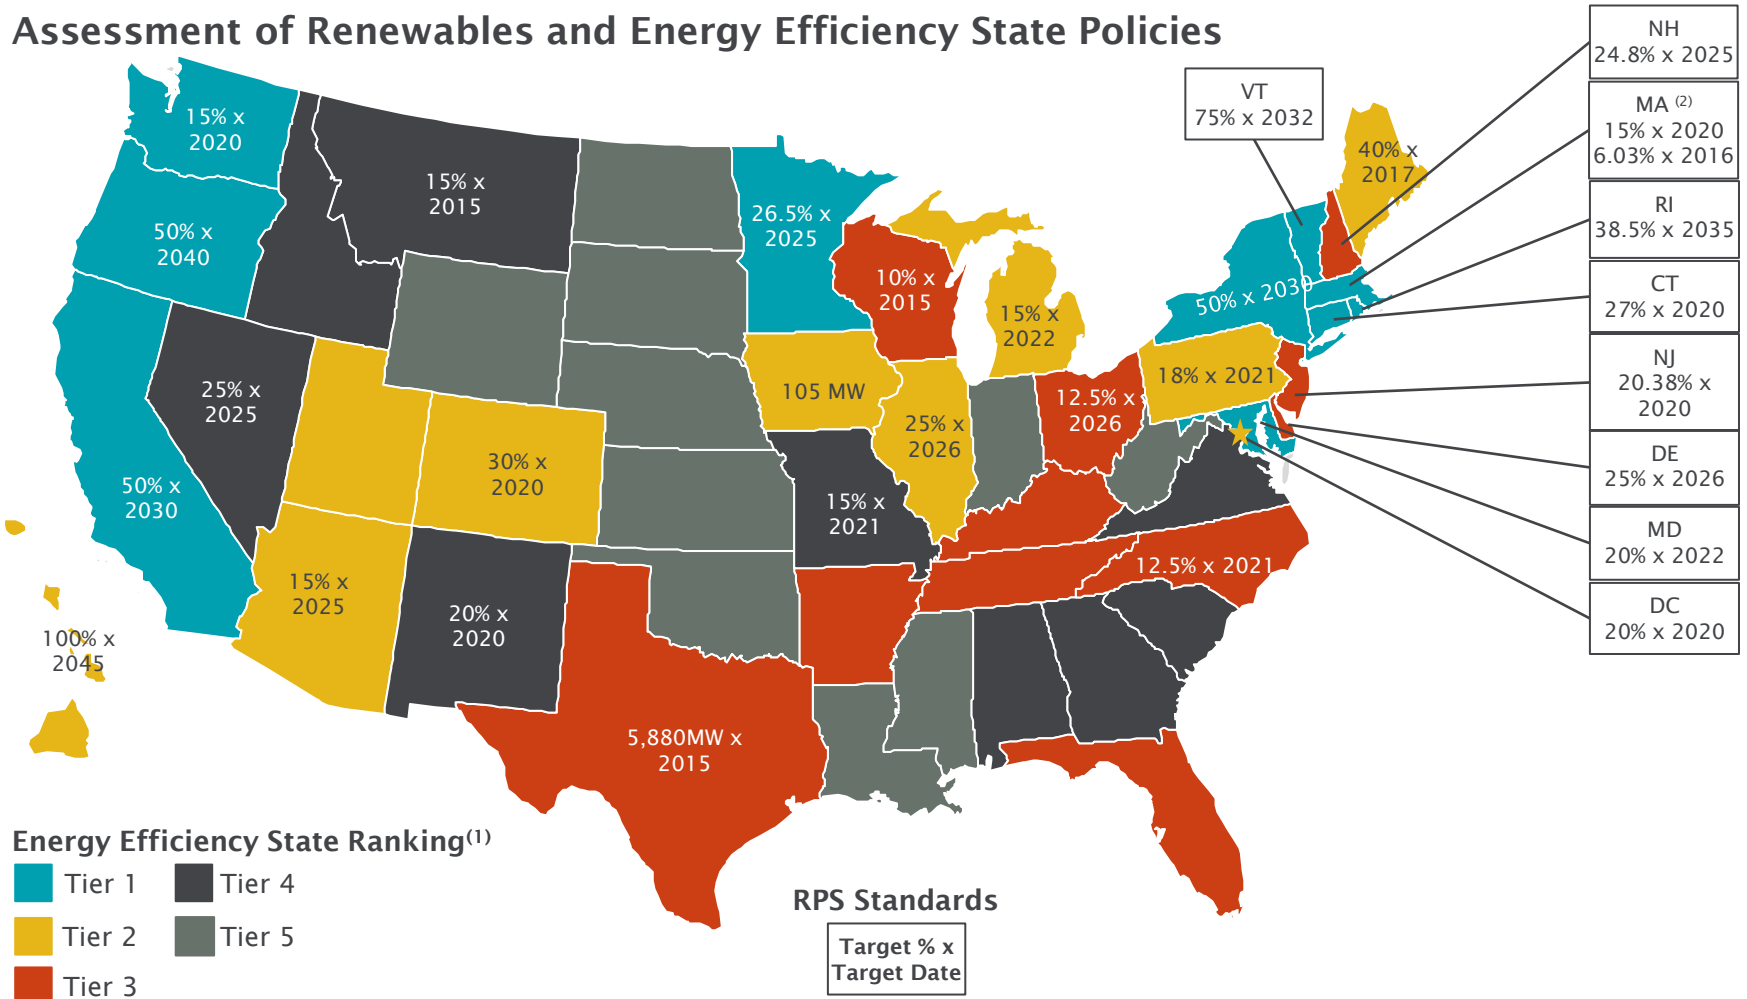 Assessment of Renewables and Energy Efficiency State Policies
NH
24.8% x 2025
VT
75% x 2032
MA (2)
15% x 2020
6.03% x 2016
RI
38.5% x 2035
CT
27% x 2020
NJ
20.38% x
2020
DE
25% x 2026
MD
20% x 2022
DC
20% x 2020
15% x
2020
15% x
2015
50% x
2040
26.5% x
2025
10% x
2015
40% x
2017
50% x 2030
15% x
2022
25% x
2025
105 MW
25% x
2026
12.5% x
2026
18% x 2021
50% x
2030
30% x
2020
15% x
2021
15% x
2025
20% x
2020
12.5% x 2021
100% x
2045
5,880MW x
2015
Energy Efficiency State Ranking(1)
Tier 1
Tier 4
Tier 2
Tier 5
Tier 3
RPS Standards
Target % x
Target Date